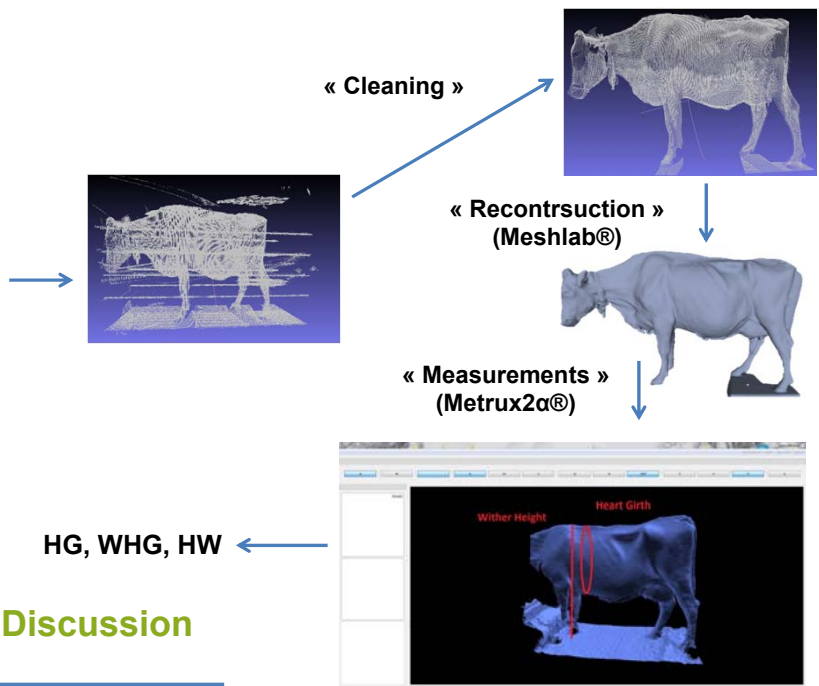 « Cleaning »
« Recontrsuction »
(Meshlab®)
« Measurements »
(Metrux2α®)
Heart Girth
Wither Height
HG, WHG, HW
Discussion